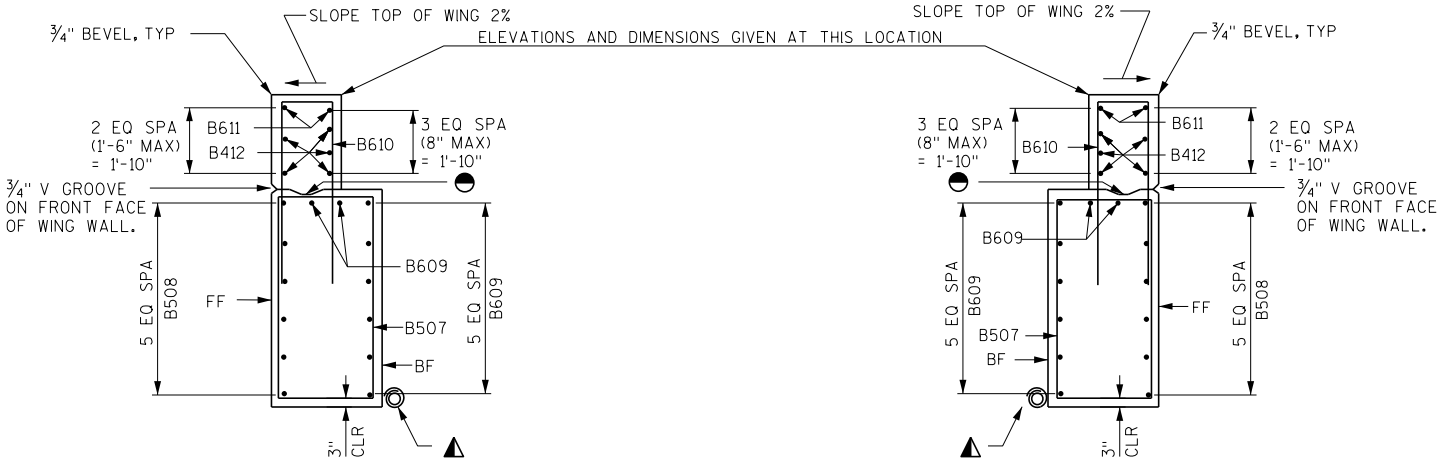 SLOPE TOP OF WING 2%
3/4" BEVEL, TYP
ELEVATIONS AND DIMENSIONS GIVEN AT THIS LOCATION
SLOPE TOP OF WING 2%
3/4" BEVEL, TYP
2 EQ SPA
(1'-6" MAX)
= 1'-10"
B611
B412
B610
3 EQ SPA
(8" MAX)
= 1'-10"
3/4" V GROOVE
ON FRONT FACE
OF WING WALL.
5 EQ SPA
B508
FF
B609
B507
BF
5 EQ SPA
B609
3"
CLR
3 EQ SPA
(8" MAX)
= 1'-10"
B610
B611
B412
2 EQ SPA
(1'-6" MAX)
= 1'-10"
3/4" V GROOVE
ON FRONT FACE
OF WING WALL.
B609
5 EQ SPA
B609
B507
BF
FF
5 EQ SPA
B508
3"
CLR